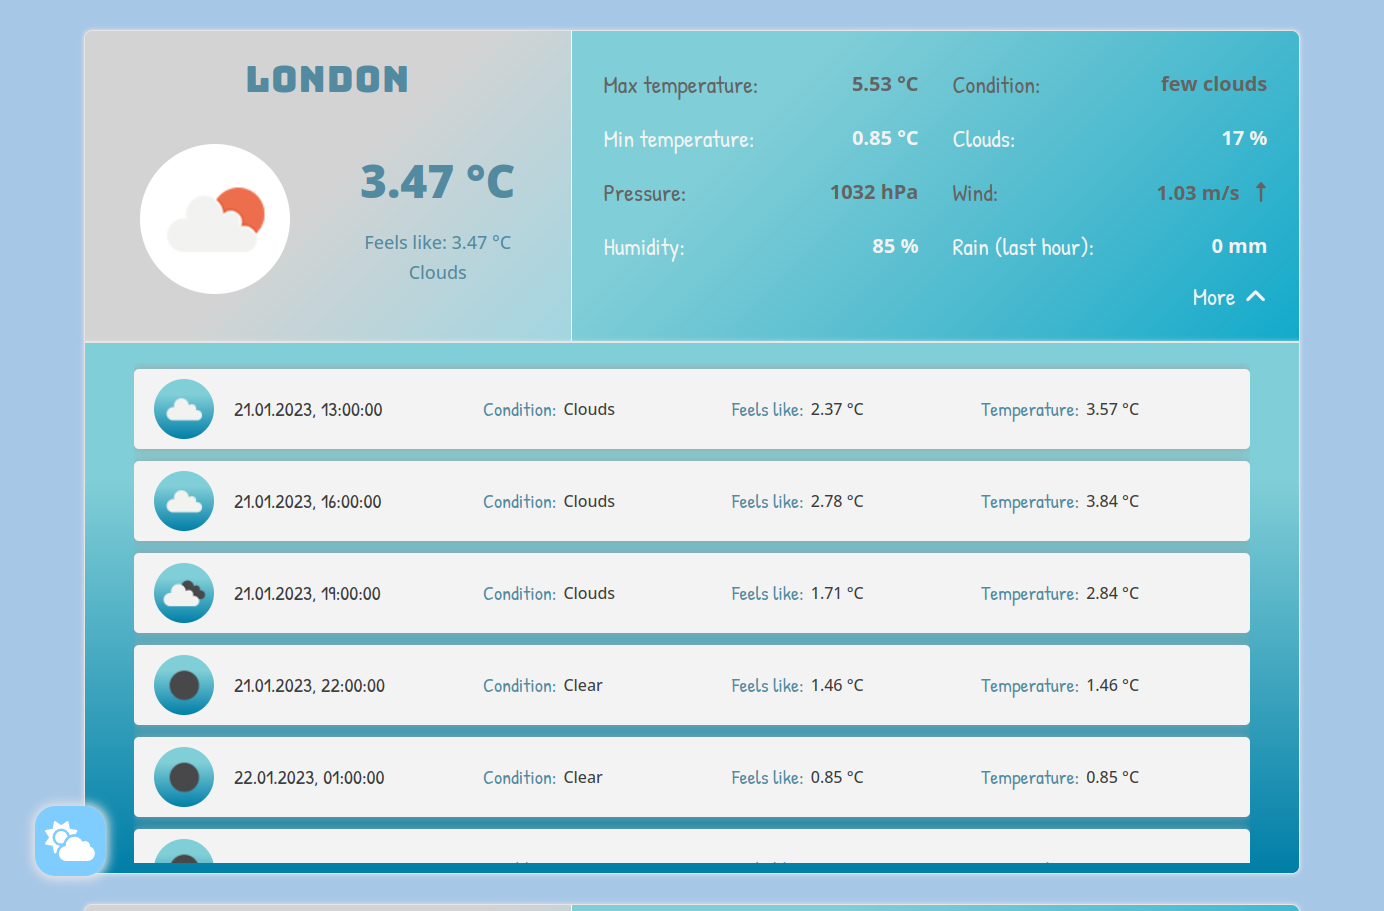 LONDON
3.47 °C
Feels like: 3.47 °C
Clouds
Max temperature: 5.53 °C
Min temperature: 0.85 °C
Pressure: 1032 hPa
Humidity: 85 %
Condition: few clouds
Clouds: 17 %
Wind: 1.03 m/s ↑
Rain (last hour): 0 mm
More
21.01.2023, 13:00:00 Condition: Clouds Feels like: 2.37 °C Temperature: 3.57 °C
21.01.2023, 16:00:00 Condition: Clouds Feels like: 2.78 °C Temperature: 3.84 °C
21.01.2023, 19:00:00 Condition: Clouds Feels like: 1.71 °C Temperature: 2.84 °C
21.01.2023, 22:00:00 Condition: Clear Feels like: 1.46 °C Temperature: 1.46 °C
22.01.2023, 01:00:00 Condition: Clear Feels like: 0.85 °C Temperature: 0.85 °C